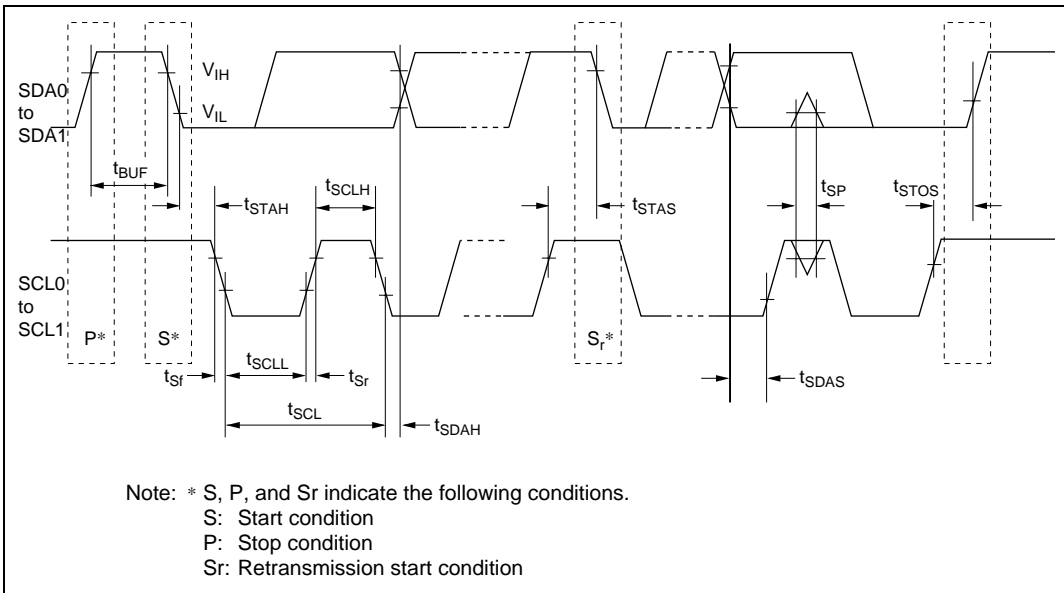 SDA0
to
SDA1
VIH
VIL
tBUF
tSTAH
tSCLH
tSTAS
tSP
tSTOS
SCL0
to
SCL1
P*
S*
Sr*
tSf
tSCLL
tSr
tSCL
tSDAH
tSDAS
Note: * S, P, and Sr indicate the following conditions.
S: Start condition
P: Stop condition
Sr: Retransmission start condition